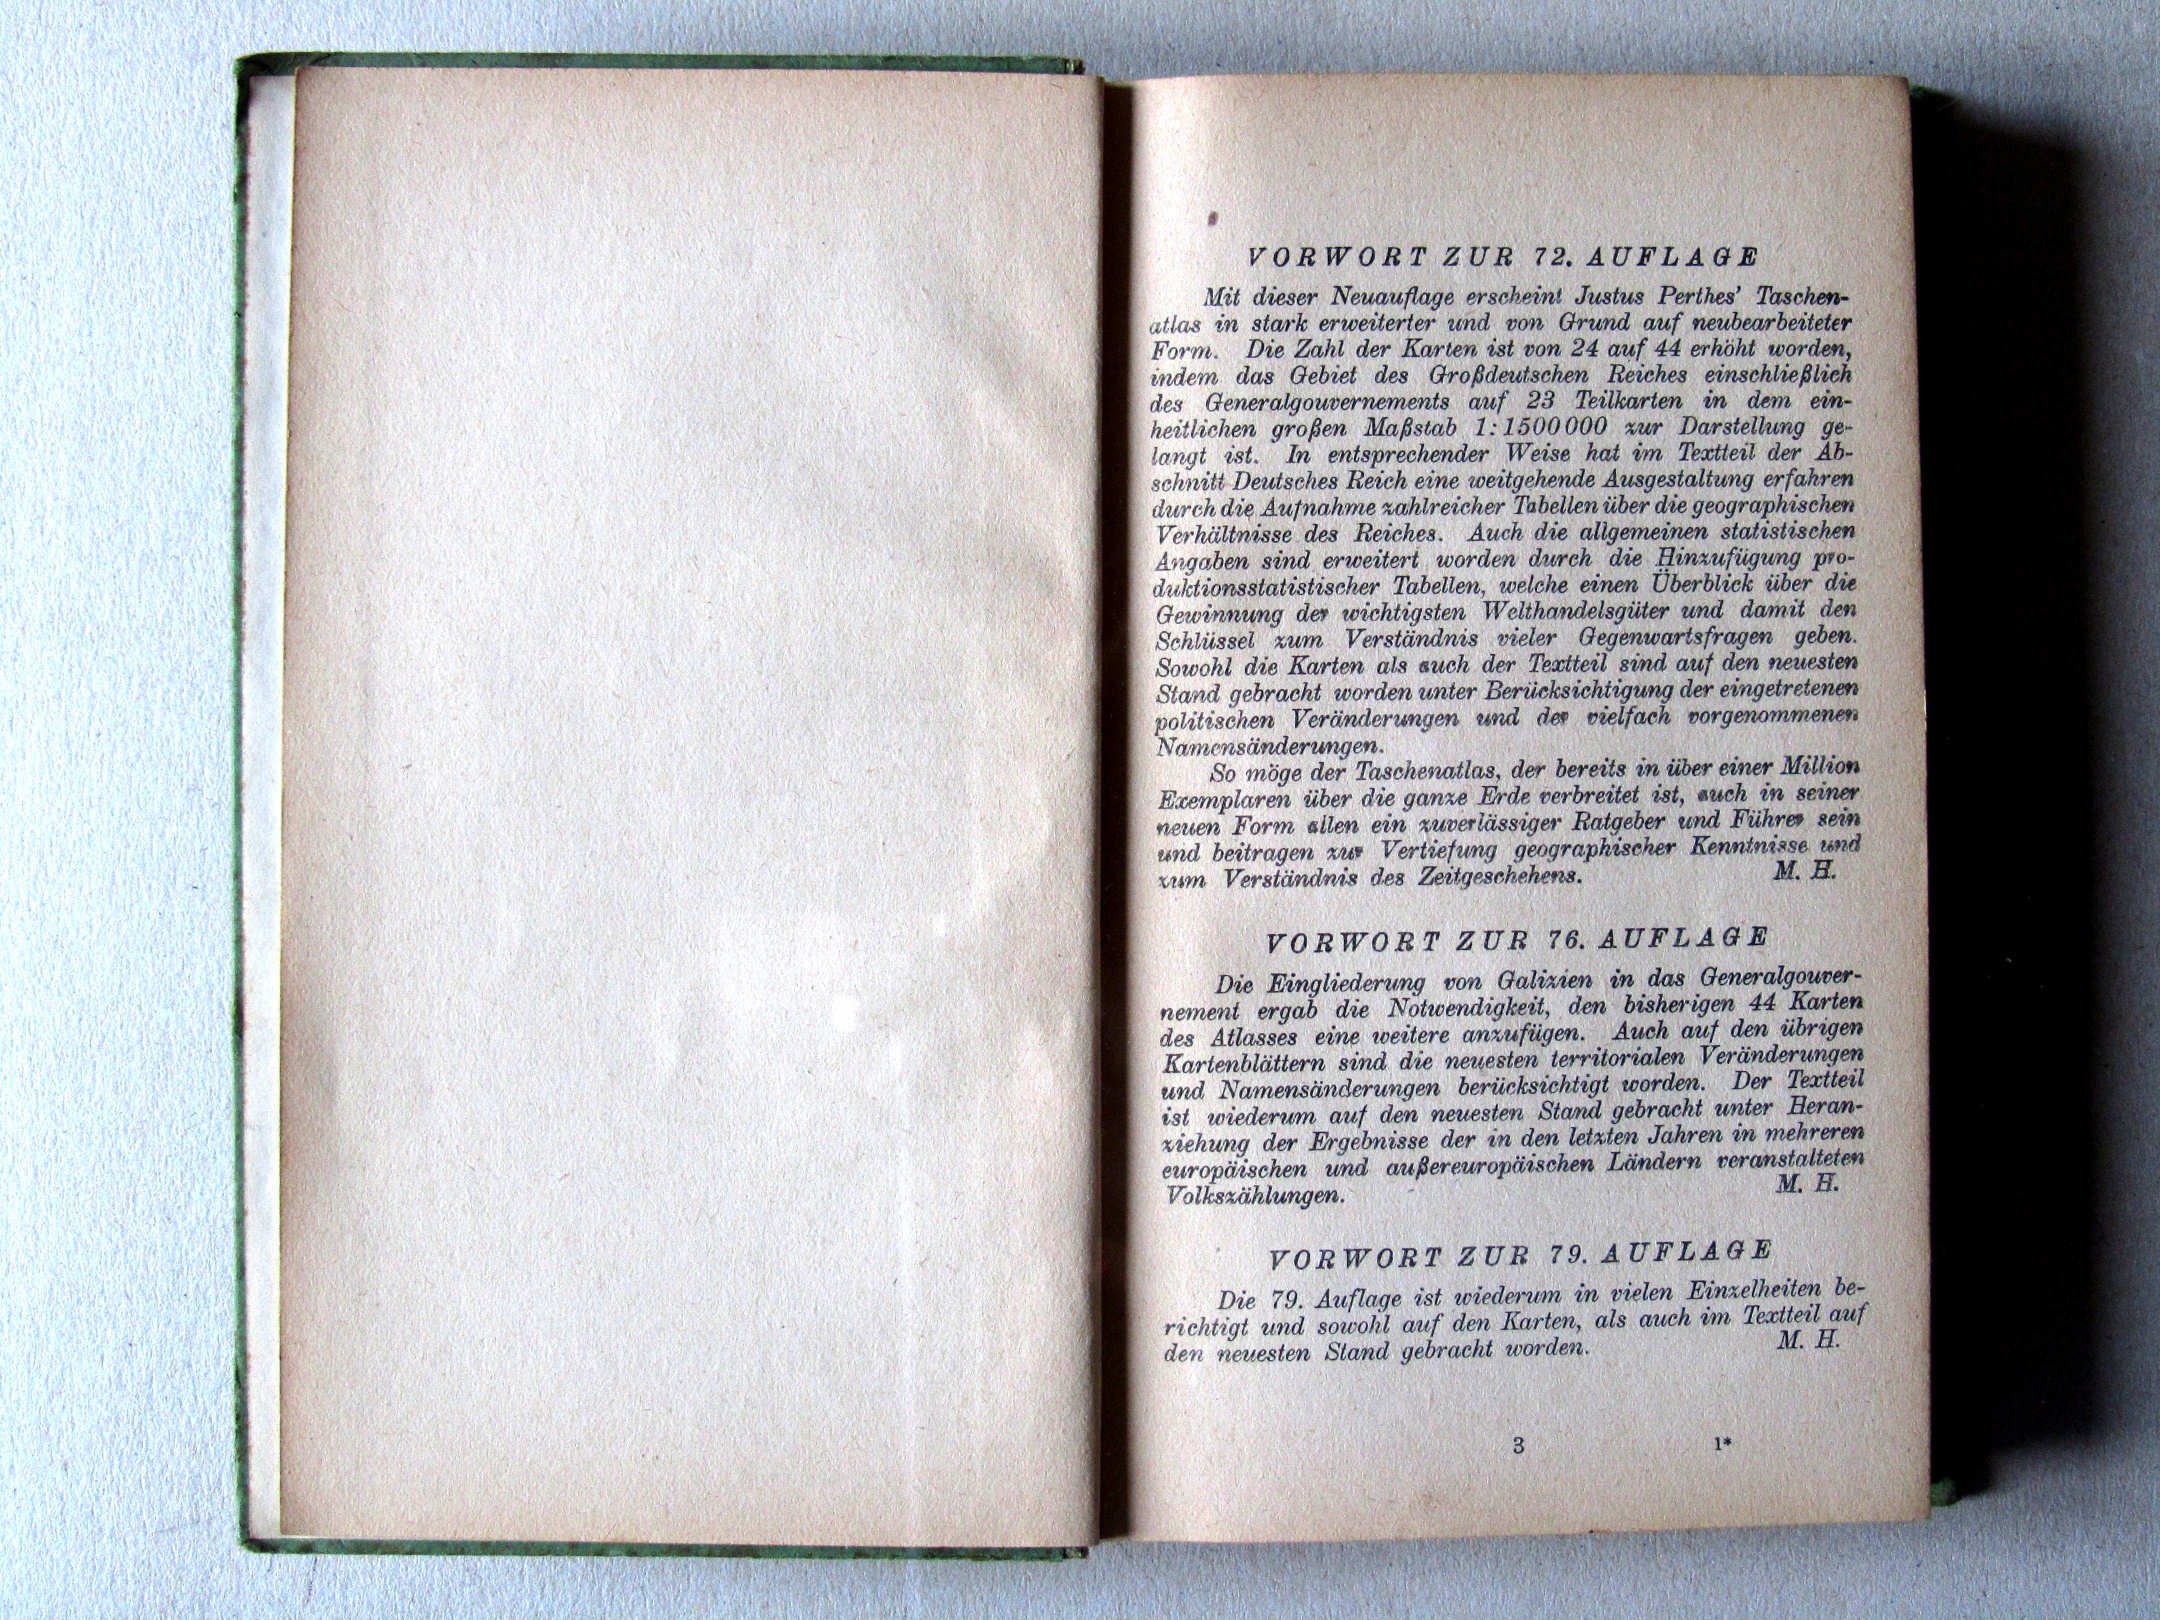 VORWORT ZUR 72. AUFLAGE
Mit dieser Neuauflage erscheint Justus Perthes' Taschen-
atlas in stark erweiterter und von Grund auf neubearbeiteter
Form. Die Zahl der Karten ist von 24 auf 44 erhöht worden,
indem das Gebiet des Großdeutschen Reiches einschließlich
des Generalgouvernements auf 23 Teilkarten in dem ein-
heitlichen großen Maßstab 1:1500000 zur Darstellung ge-
langt ist. In entsprechender Weise hat im Textteil der Ab-
schnitt Deutsches Reich eine weitgehende Ausgestaltung erfahren
durch die Aufnahme zahlreicher Tabellen über die geographischen
Verhältnisse des Reiches. Auch die allgemeinen statistischen
Angaben sind erweitert worden durch die Hinzufügung pro-
duktionsstatistischer Tabellen, welche einen Überblick über die
Gewinnung der wichtigsten Welthandelsgüter und damit den
Schlüssel zum Verständnis vieler Gegenwartsfragen geben.
Sowohl die Karten als auch der Textteil sind auf den neuesten
Stand gebracht worden unter Berücksichtigung der eingetretenen
politischen Veränderungen und der vielfach vorgenommenen
Namensänderungen.
So möge der Taschenatlas, der bereits in über einer Million
Exemplaren über die ganze Erde verbreitet ist, auch in seiner
neuen Form allen ein zuverlässiger Ratgeber und Führer sein
und beitragen zur Vertiefung geographischer Kenntnisse und
zum Verständnis des Zeitgeschehens. M. H.
VORWORT ZUR 76. AUFLAGE
Die Eingliederung von Galizien in das Generalgouver-
nement ergab die Notwendigkeit, den bisherigen 44 Karten
des Atlasses eine weitere anzufügen. Auch auf den übrigen
Kartenblättern sind die neuesten territorialen Veränderungen
und Namensänderungen berücksichtigt worden. Der Textteil
ist wiederum auf den neuesten Stand gebracht unter Heran-
ziehung der Ergebnisse der in den letzten Jahren in mehreren
europäischen und außereuropäischen Ländern veranstalteten
Volkszählungen. M. H.
VORWORT ZUR 79. AUFLAGE
Die 79. Auflage ist wiederum in vielen Einzelheiten be-
richtigt und sowohl auf den Karten, als auch im Textteil auf
den neuesten Stand gebracht worden. M. H.
3 1*